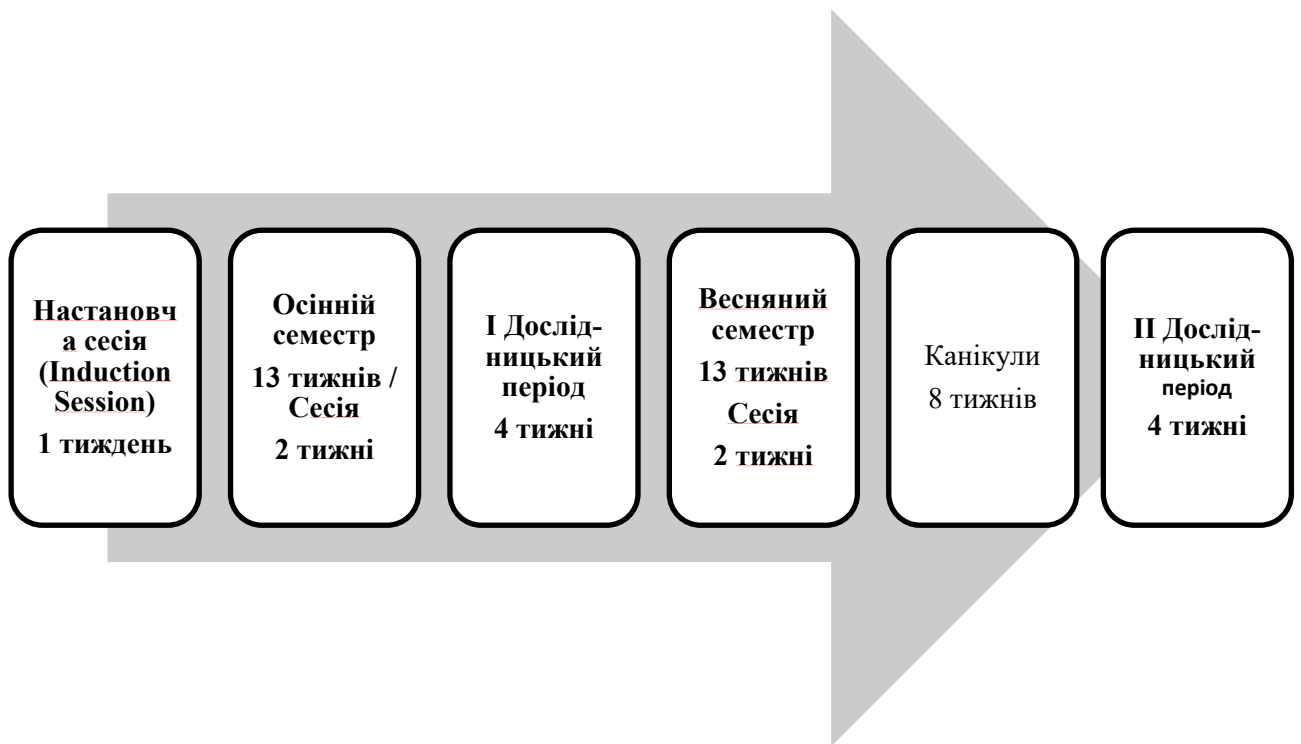 Настановч
а сесія
(Induction
Session)
1 тиждень
Осінній
семестр
13 тижнів /
Сесія
2 тижні
І Дослід-
ницький
період
4 тижні
Весняний
семестр
13 тижнів
Сесія
2 тижні
Канікули
8 тижнів
ІІ Дослід-
ницький
період
4 тижні